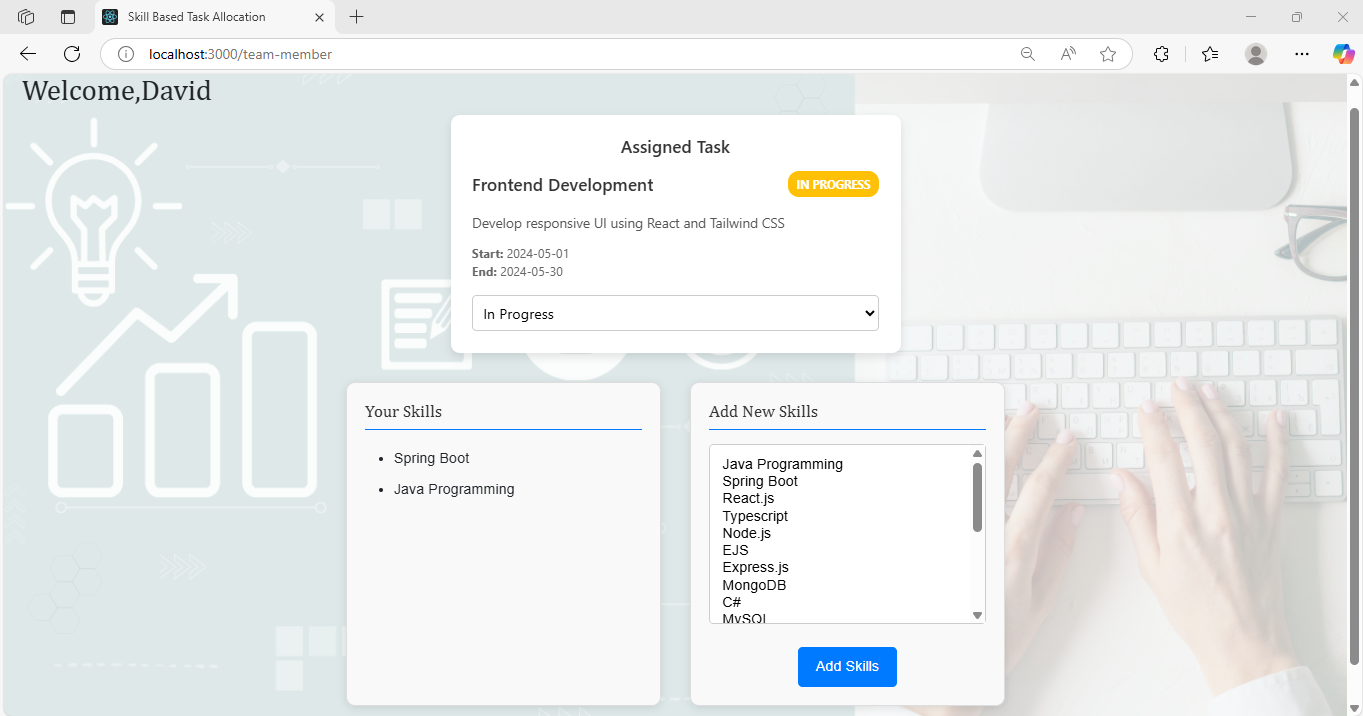 Skill Based Task Allocation
localhost:3000/team-member
Welcome,David
Assigned Task
Frontend Development
IN PROGRESS
Develop responsive UI using React and Tailwind CSS
Start: 2024-05-01
End: 2024-05-30
In Progress
Your Skills
Spring Boot
Java Programming
Add New Skills
Java Programming
Spring Boot
React.js
Typescript
Node.js
EJS
Express.js
MongoDB
C#
MySQL
Add Skills